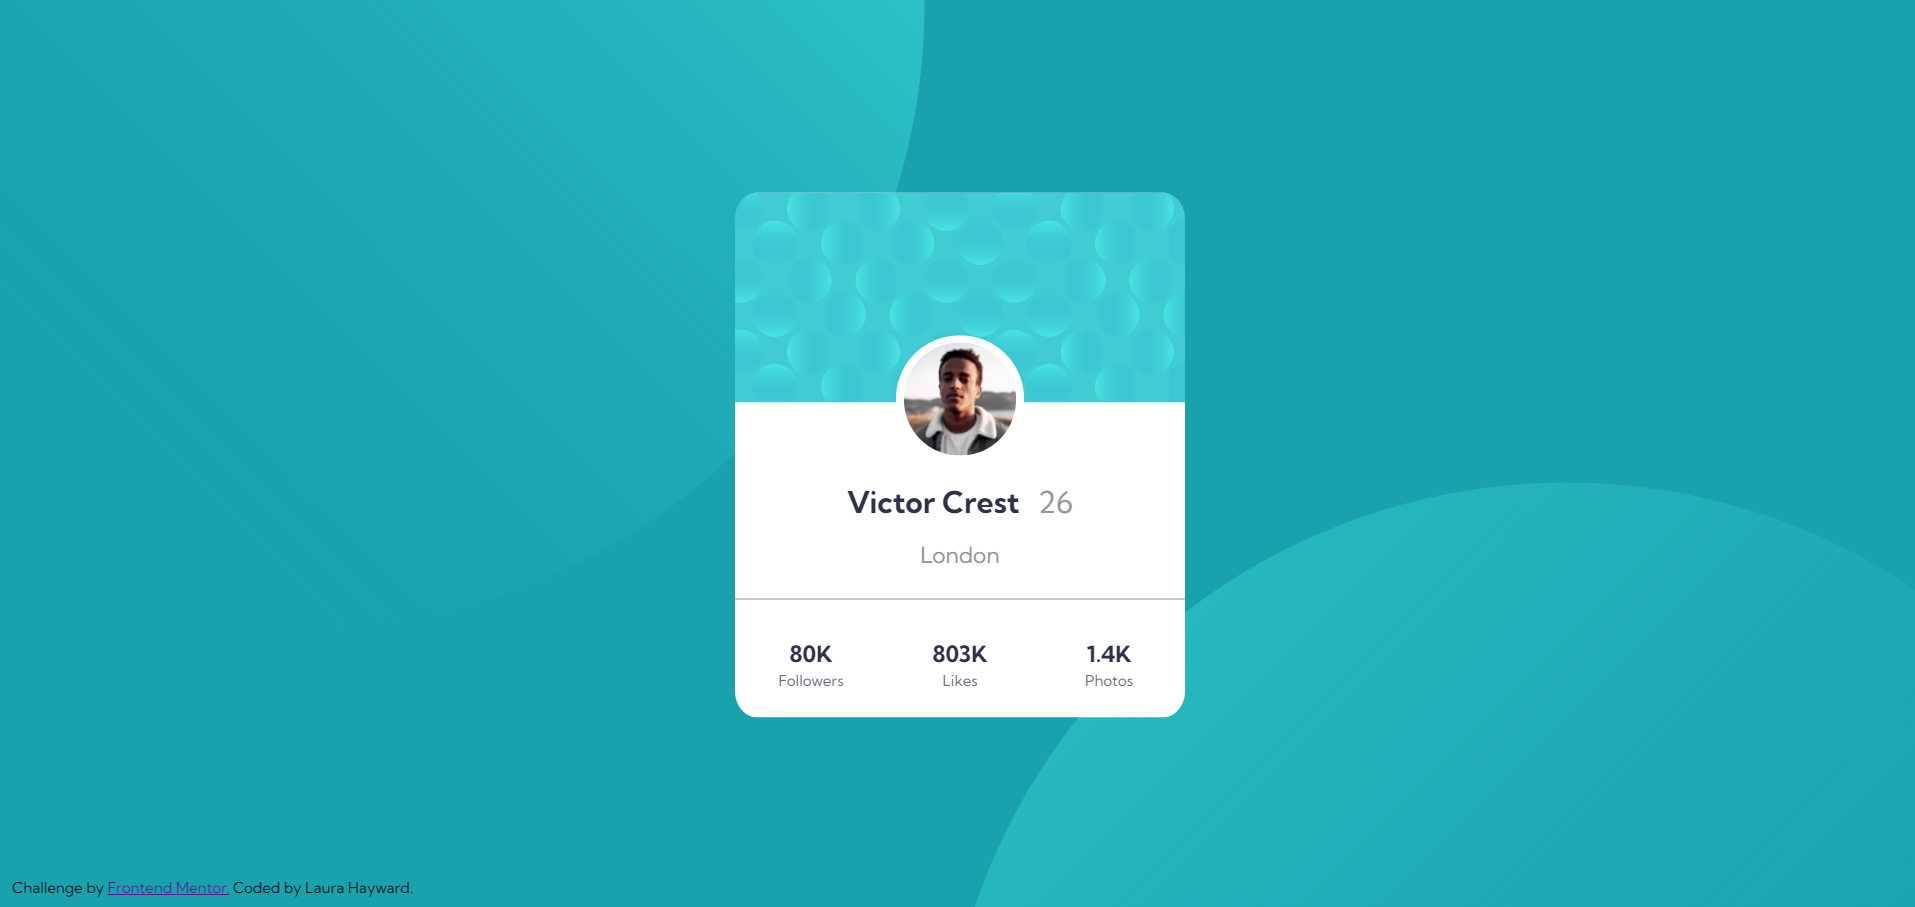 Victor Crest 26
London
80K 803K 1.4K
Followers Likes Photos
Challenge by Frontend Mentor. Coded by Laura Hayward.